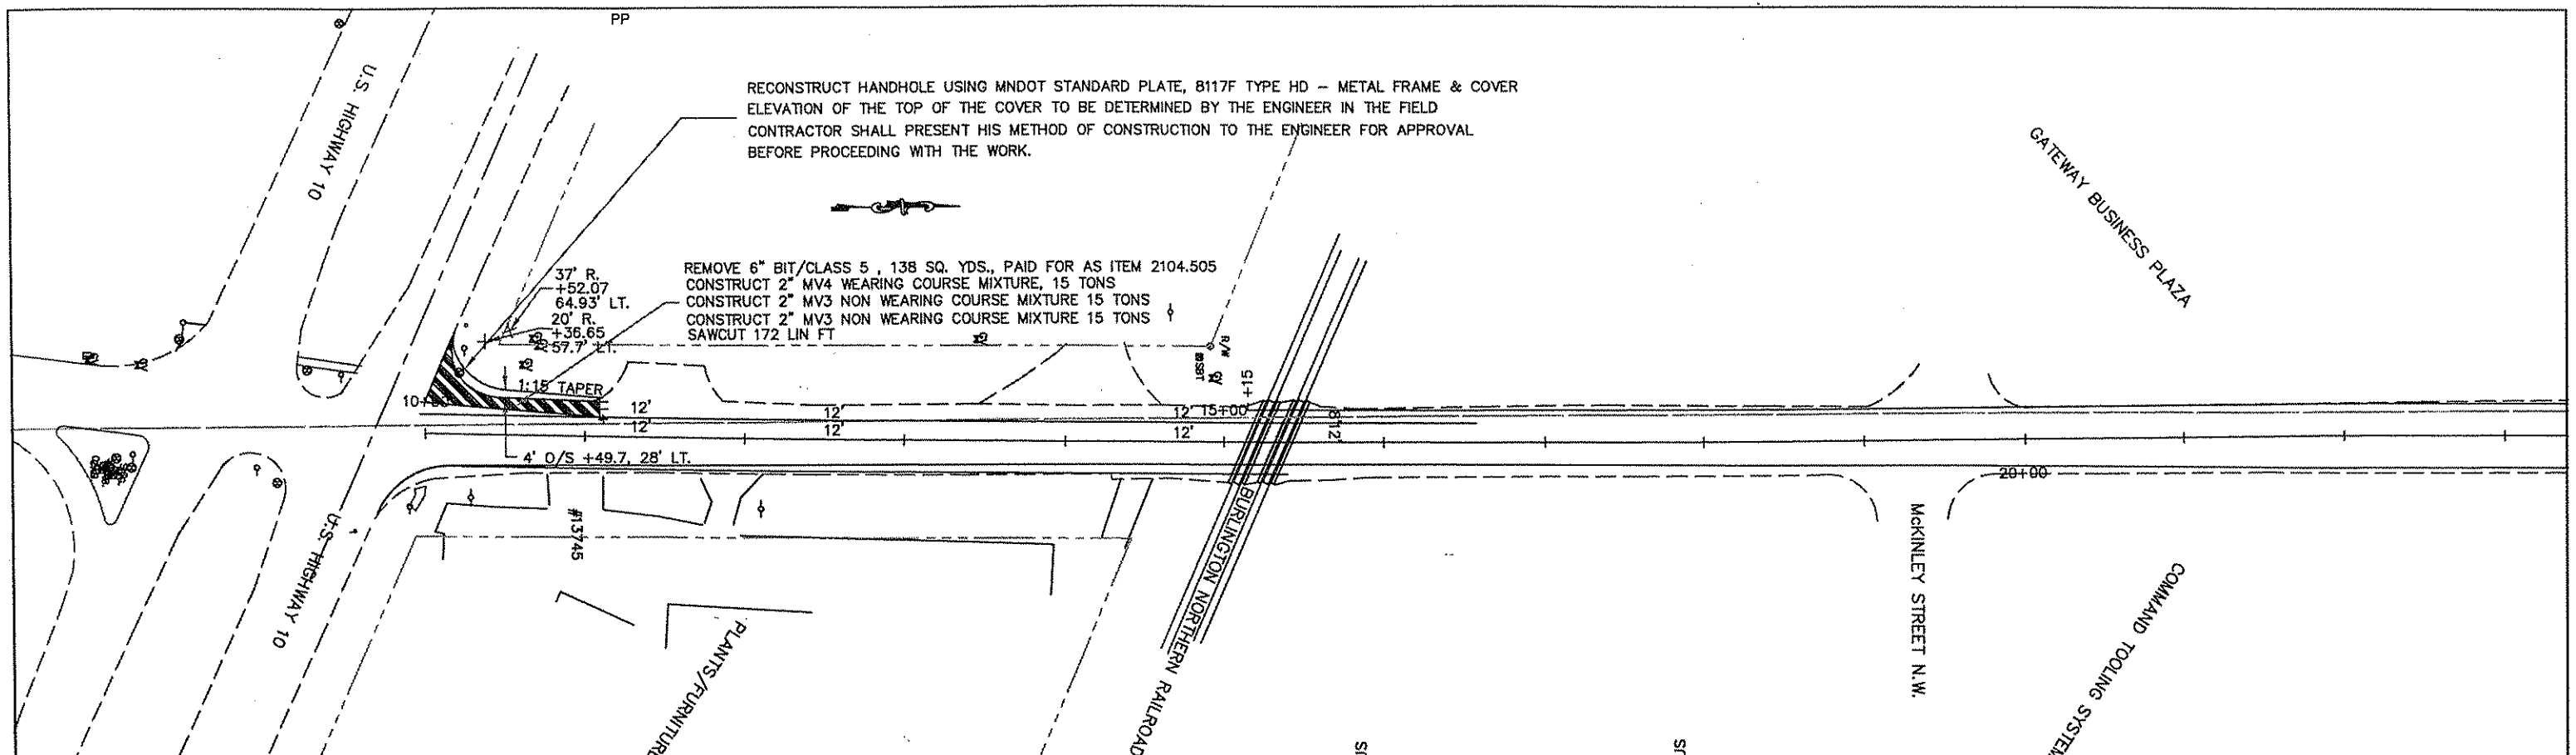 PP
U.S. HIGHWAY 10
RECONSTRUCT HANDHOLE USING MNDOT STANDARD PLATE, 8117F TYPE HD – METAL FRAME & COVER
ELEVATION OF THE TOP OF THE COVER TO BE DETERMINED BY THE ENGINEER IN THE FIELD
CONTRACTOR SHALL PRESENT HIS METHOD OF CONSTRUCTION TO THE ENGINEER FOR APPROVAL
BEFORE PROCEEDING WITH THE WORK.
GATEWAY BUSINESS PLAZA
37' R.
+52.07
64.93' LT.
20' R.
+36.65
57.7' LT.
REMOVE 6" BIT/CLASS 5 , 138 SQ. YDS., PAID FOR AS ITEM 2104.505
CONSTRUCT 2" MV4 WEARING COURSE MIXTURE, 15 TONS
CONSTRUCT 2" MV3 NON WEARING COURSE MIXTURE 15 TONS
CONSTRUCT 2" MV3 NON WEARING COURSE MIXTURE 15 TONS
SAWCUT 172 LIN FT
R/W
GV
SBT
+15
1:15 TAPER
12'
12'
12'
15+00
12'
12'
12'
12'
4' O/S +49.7, 28' LT.
20+00
#13745
U.S. HIGHWAY 10
BURLINGTON NORTHERN RAILROAD
McKINLEY STREET N.W.
COMMAND TOOLING SYSTEM
PLANTS/FURNITURE